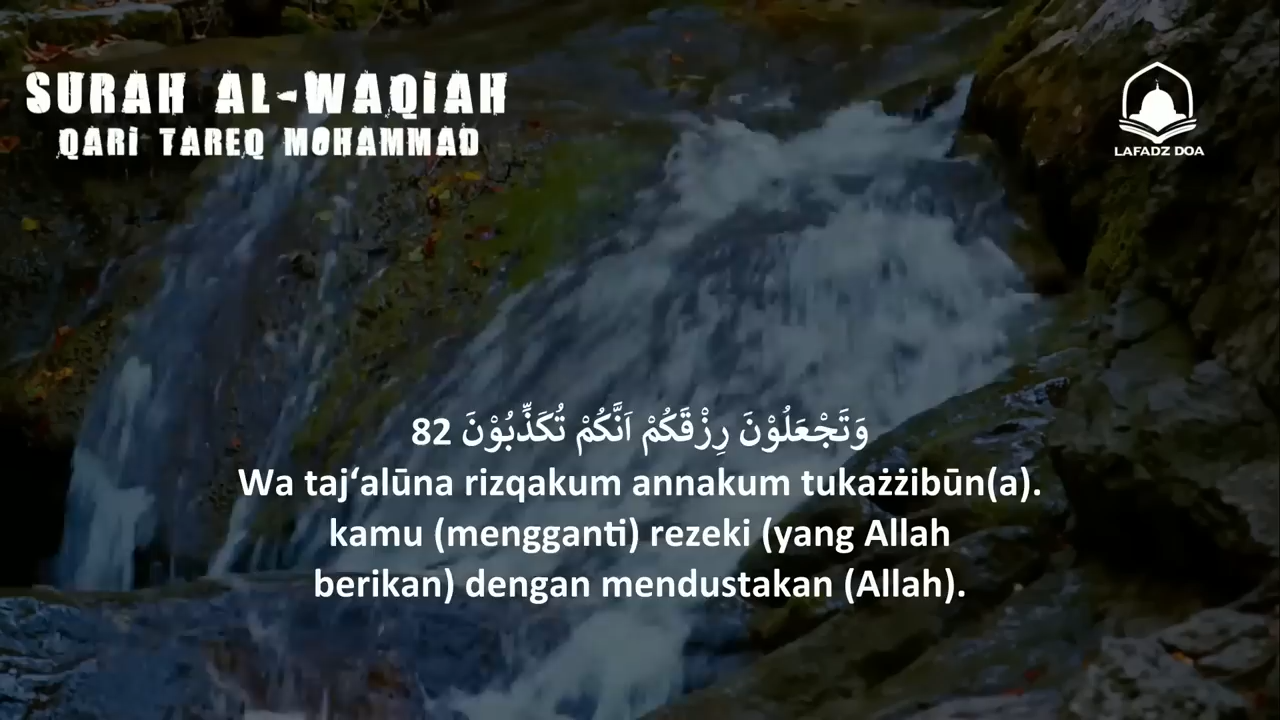 SURAH AL-WAQiAH
QARi TAREQ MOHAMMAD
LAFADZ DOA
وَتَجْعَلُوْنَ رِزْقَكُمْ اَنَّكُمْ تُكَذِّبُوْنَ 82
Wa taj‘alūna rizqakum annakum tukażżibūn(a).
kamu (mengganti) rezeki (yang Allah
berikan) dengan mendustakan (Allah).